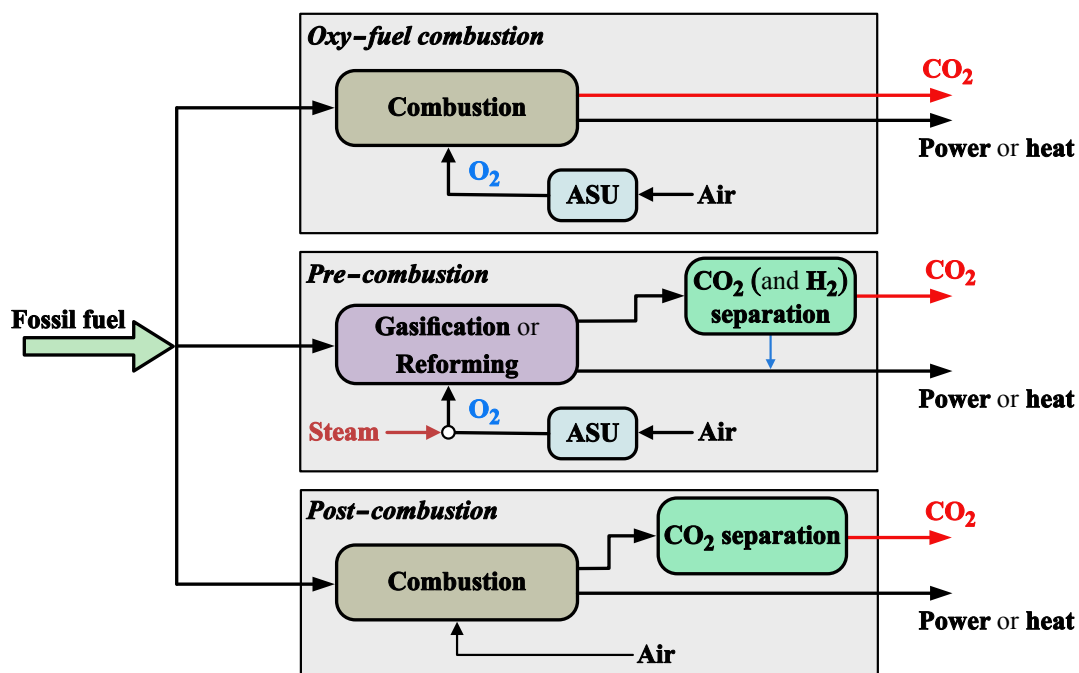 Oxy-fuel combustion
CO₂
Combustion
Power or heat
O₂
ASU
Air
Pre-combustion
CO₂ (and H₂)
separation
CO₂
Fossil fuel
Gasification or
Reforming
Power or heat
O₂
Steam
ASU
Air
Post-combustion
CO₂
CO₂ separation
Combustion
Power or heat
Air